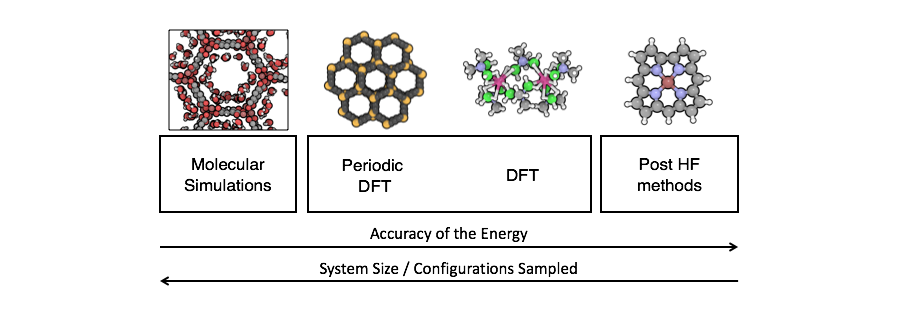 Molecular
Simulations
Periodic
DFT
DFT
Post HF
methods
Accuracy of the Energy
System Size / Configurations Sampled